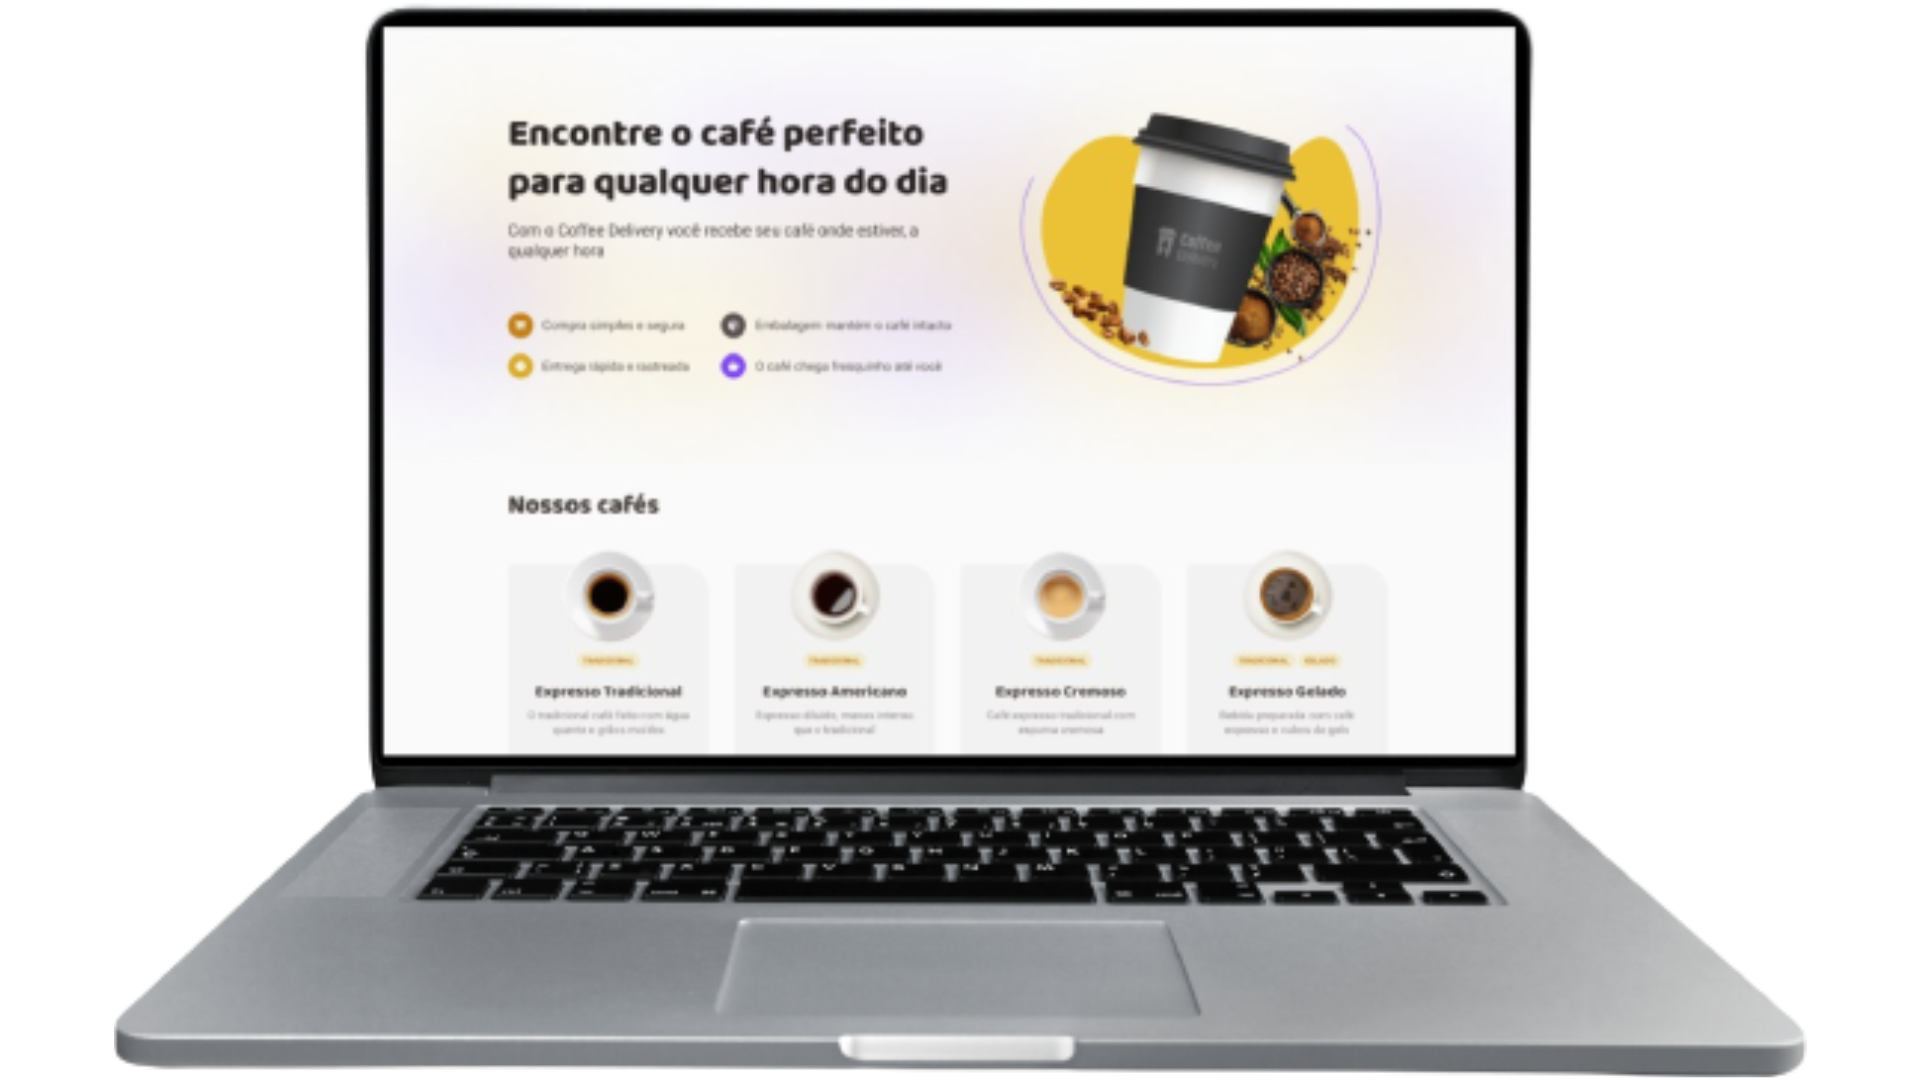 Encontre o café perfeito
para qualquer hora do dia
Com o Coffee Delivery você recebe seu café onde estiver, a
qualquer hora
Coffee
Delivery
Compra simples e segura
Embalagem mantém o café intacto
Entrega rápida e rastreada
O café chega fresquinho até você
Nossos cafés
TRADICIONAL
TRADICIONAL
TRADICIONAL
TRADICIONAL GELADO
Expresso Tradicional
Expresso Americano
Expresso Cremoso
Expresso Gelado
O tradicional café feito com água
quente e grãos moídos
Expresso diluído, menos intenso
que o tradicional
Café expresso tradicional com
espuma cremosa
Bebida preparada com café
expresso e cubos de gelo